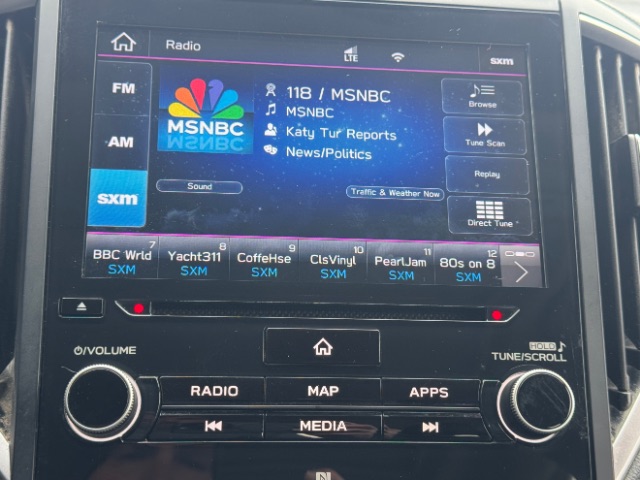 Radio
LTE
sxm
FM
AM
sxm
MSNBC
118 / MSNBC
MSNBC
Katy Tur Reports
News/Politics
Sound
Traffic & Weather Now
Browse
Tune Scan
Replay
Direct Tune
7
BBC Wrld
SXM
8
Yacht311
SXM
9
CoffeHse
SXM
10
ClsVinyl
SXM
11
PearlJam
SXM
12
80s on 8
SXM
VOLUME
HOLD
TUNE/SCROLL
RADIO
MAP
APPS
MEDIA